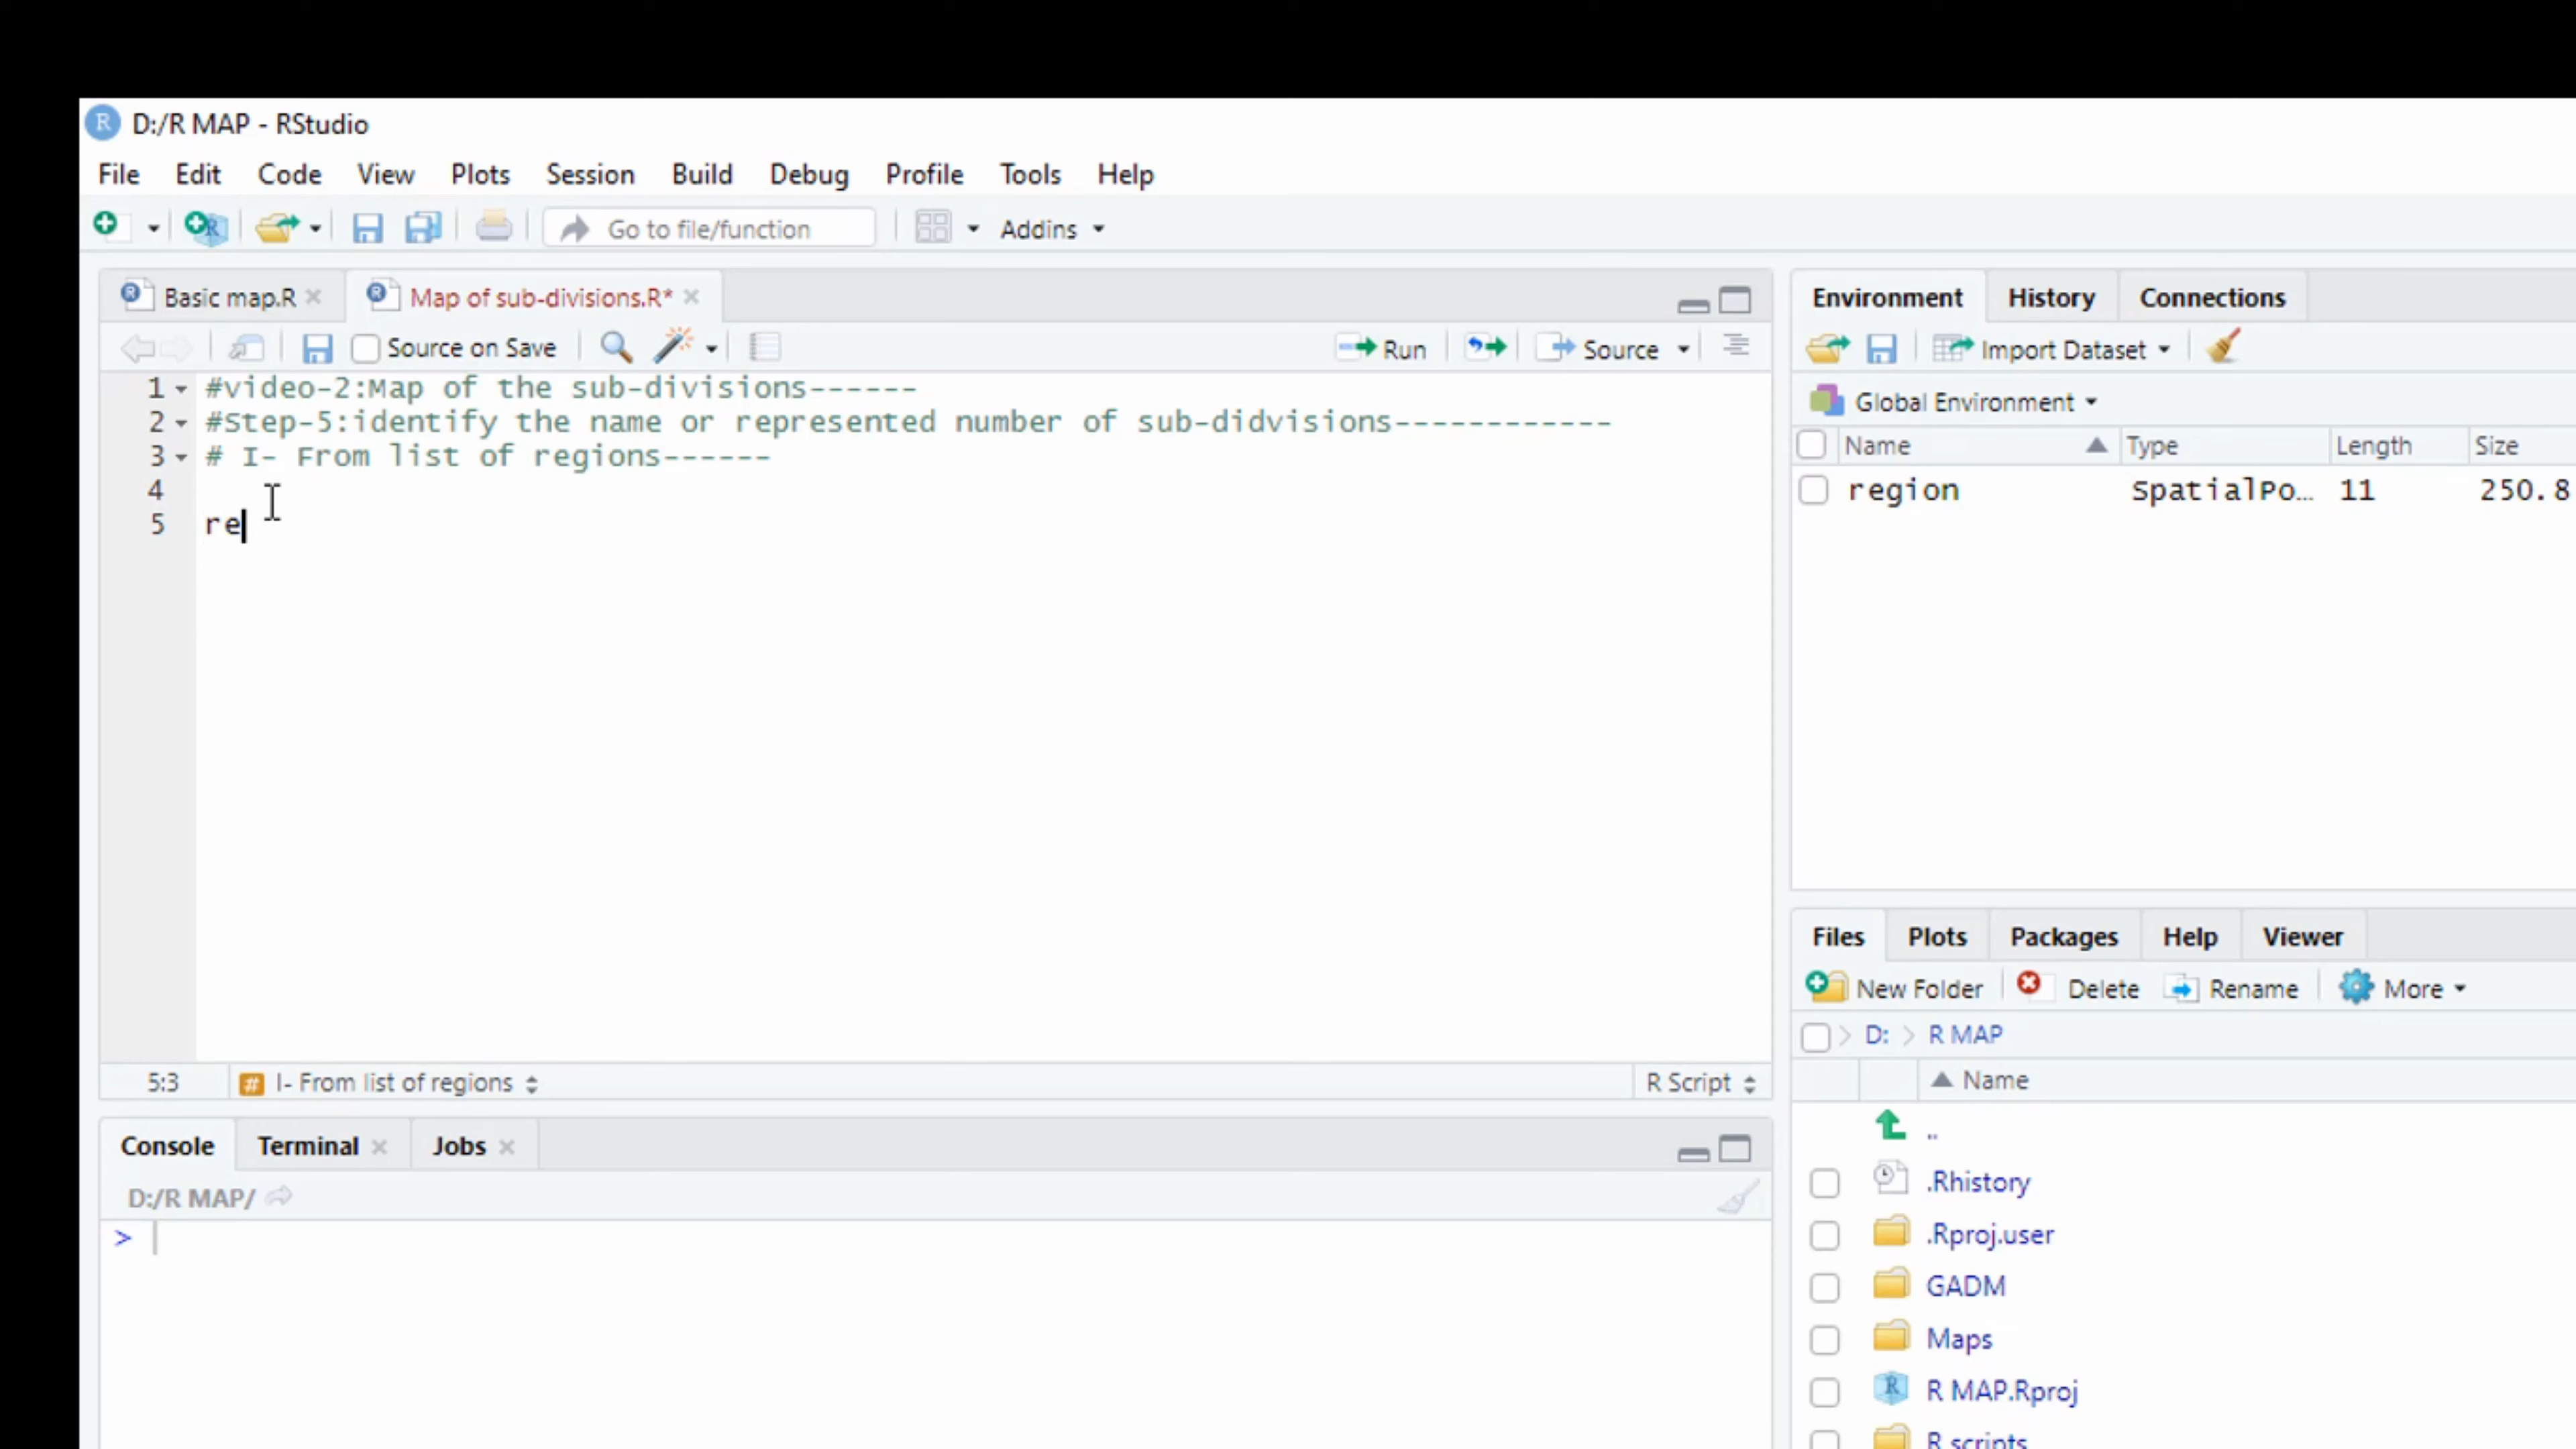 D:/R MAP - RStudio
File Edit Code View Plots Session Build Debug Profile Tools Help
Go to file/function Addins
Basic map.R Map of sub-divisions.R*
Source on Save Run Source
1 #video-2:Map of the sub-divisions------
2 #Step-5:identify the name or represented number of sub-didvisions------------
3 # I- From list of regions------
4
5 re
5:3 # I- From list of regions R Script
Console Terminal Jobs
D:/R MAP/
>
Environment History Connections
Import Dataset
Global Environment
Name Type Length Size
region SpatialPo… 11 250.8
Files Plots Packages Help Viewer
New Folder Delete Rename More
D: R MAP
Name
..
.Rhistory
.Rproj.user
GADM
Maps
R MAP.Rproj
R scripts